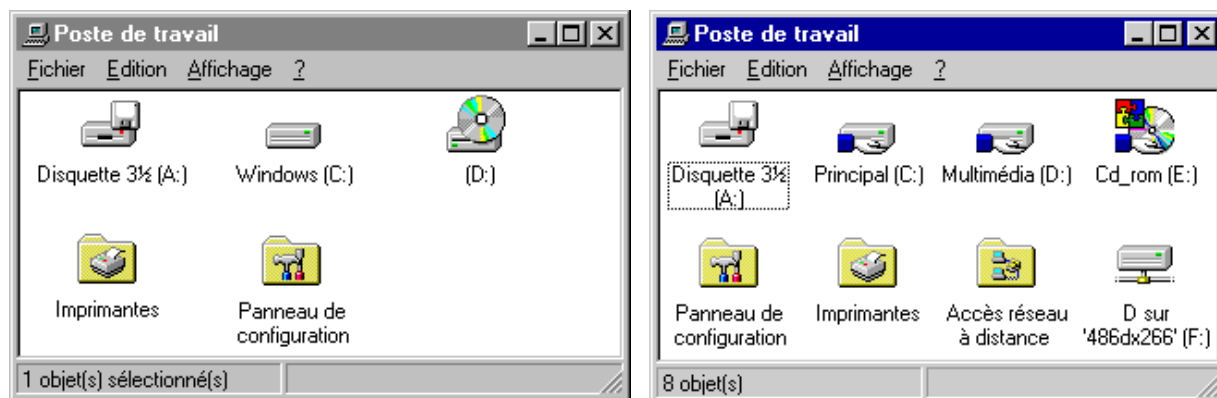 Poste de travail
Fichier Edition Affichage ?
Disquette 3½ (A:) Windows (C:) (D:)
Imprimantes Panneau de
configuration
1 objet(s) sélectionné(s)
Poste de travail
Fichier Edition Affichage ?
Disquette 3½ Principal (C:) Multimédia (D:) Cd_rom (E:)
(A:)
Panneau de Imprimantes Accès réseau D sur
configuration à distance '486dx266' (F:)
8 objet(s)